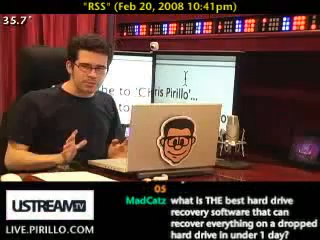 "RSS" (Feb 20, 2008 10:41pm)
35.7°
he to 'Chris Pirillo'...
to
05
MadCatz what is THE best hard drive
recovery software that can
recover everything on a dropped
hard drive in under 1 day?
USTREAM TV
LIVE.PIRILLO.COM